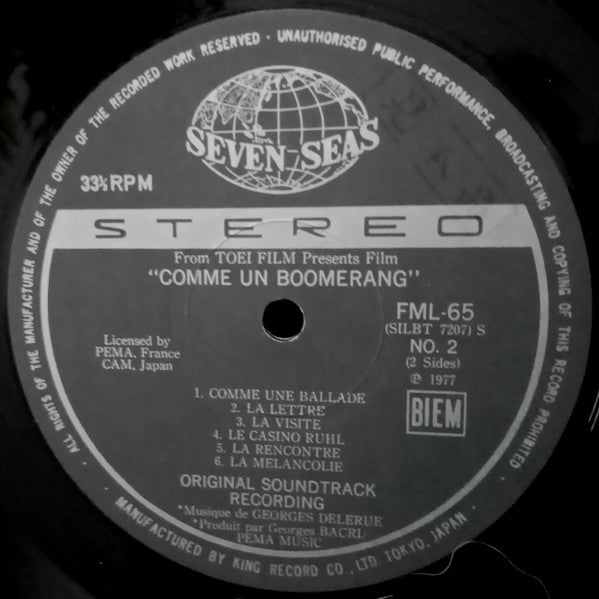 ALL RIGHTS OF THE MANUFACTURER AND OF THE OWNER OF THE RECORDED WORK RESERVED · UNAUTHORISED PUBLIC PERFORMANCE, BROADCASTING AND COPYING OF THIS RECORD PROHIBITED ·
SEVEN SEAS
33⅓RPM
STEREO
From TOEI FILM Presents Film
"COMME UN BOOMERANG"
FML-65
(SILBT 7207) S
NO. 2
(2 Sides)
℗ 1977
BIEM
Licensed by
PEMA, France
CAM, Japan
1. COMME UNE BALLADE
2. LA LETTRE
3. LA VISITE
4. LE CASINO RUHL
5. LA RENCONTRE
6. LA MELANCOLIE
ORIGINAL SOUNDTRACK
RECORDING
*Musique de GEORGES DELERUE
*Produit par Georges BACRI/
PEMA MUSIC
· MANUFACTURED BY KING RECORD CO., LTD TOKYO, JAPAN ·